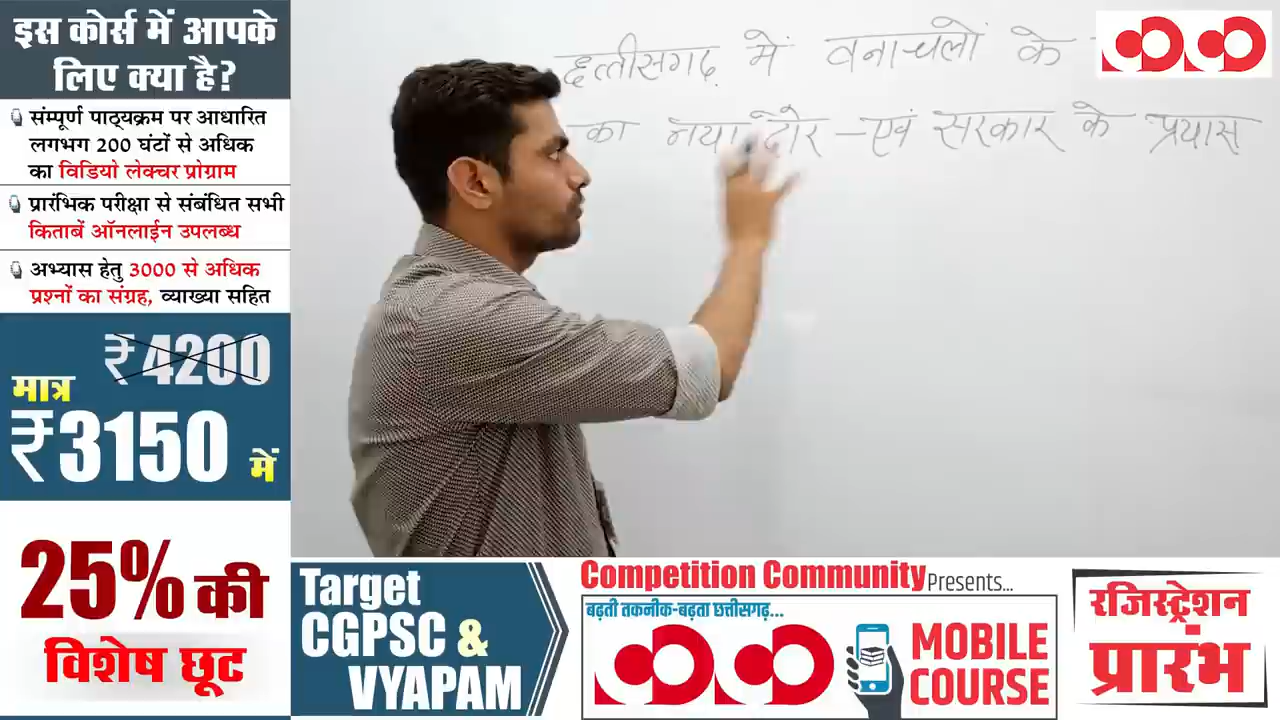 इस कोर्स में आपके
लिए क्या है?
संम्पूर्ण पाठ्यक्रम पर आधारित
लगभग 200 घंटों से अधिक
का विडियो लेक्चर प्रोग्राम
प्रारंभिक परीक्षा से संबंधित सभी
किताबें ऑनलाईन उपलब्ध
अभ्यास हेतु 3000 से अधिक
प्रश्नों का संग्रह, व्याख्या सहित
₹4200
मात्र
₹3150 में
25% की
विशेष छूट
छत्तीसगढ़ में वनाचलों के
का नया दौर - एवं सरकार के प्रयास
Target
CGPSC &
VYAPAM
Competition Community Presents...
बढ़ती तकनीक-बढ़ता छत्तीसगढ़...
MOBILE
COURSE
रजिस्ट्रेशन
प्रारंभ